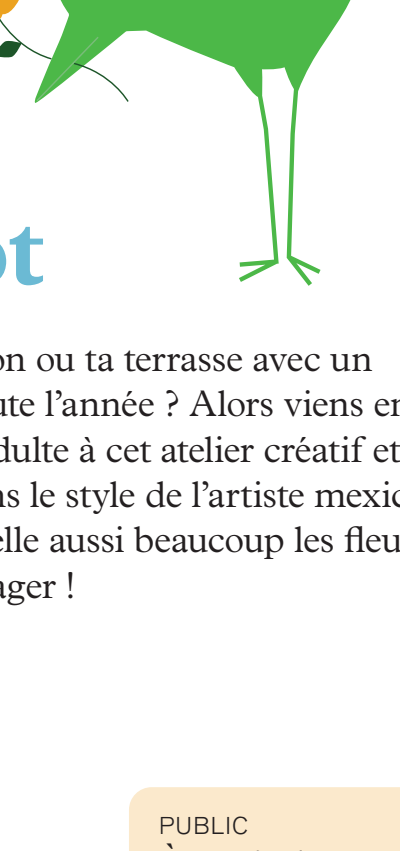 ot
on ou ta terrasse avec un
ute l'année ? Alors viens en
dulte à cet atelier créatif et
ns le style de l'artiste mexic
elle aussi beaucoup les fleu
ager !
PUBLIC